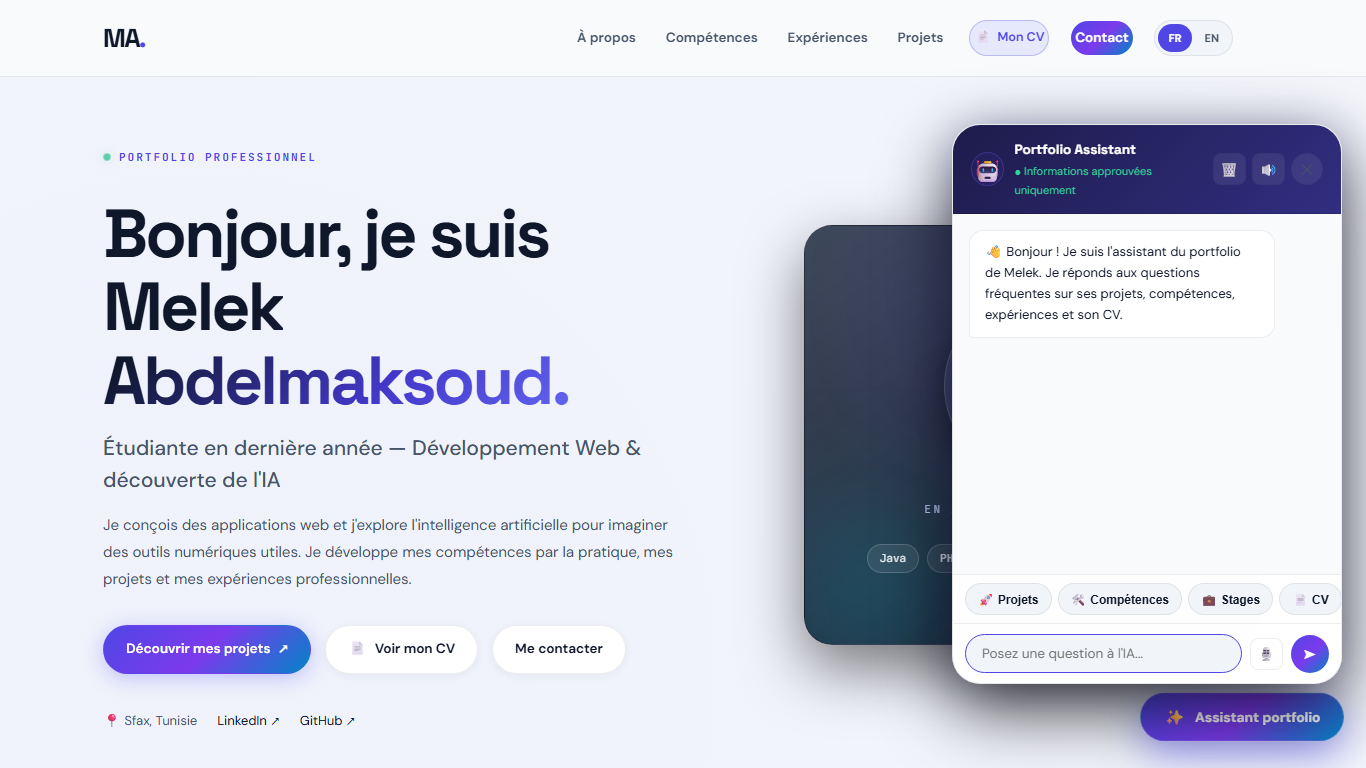 MA.
À propos
Compétences
Expériences
Projets
Mon CV
Contact
FR
EN
PORTFOLIO PROFESSIONNEL
Bonjour, je suis
Melek
Abdelmaksoud.
Étudiante en dernière année — Développement Web &
découverte de l'IA
Je conçois des applications web et j'explore l'intelligence artificielle pour imaginer
des outils numériques utiles. Je développe mes compétences par la pratique, mes
projets et mes expériences professionnelles.
Découvrir mes projets ↗
Voir mon CV
Me contacter
Sfax, Tunisie
LinkedIn ↗
GitHub ↗
EN
Java
Portfolio Assistant
● Informations approuvées
uniquement
👋 Bonjour ! Je suis l'assistant du portfolio
de Melek. Je réponds aux questions
fréquentes sur ses projets, compétences,
expériences et son CV.
Projets
Compétences
Stages
CV
Posez une question à l'IA...
Assistant portfolio